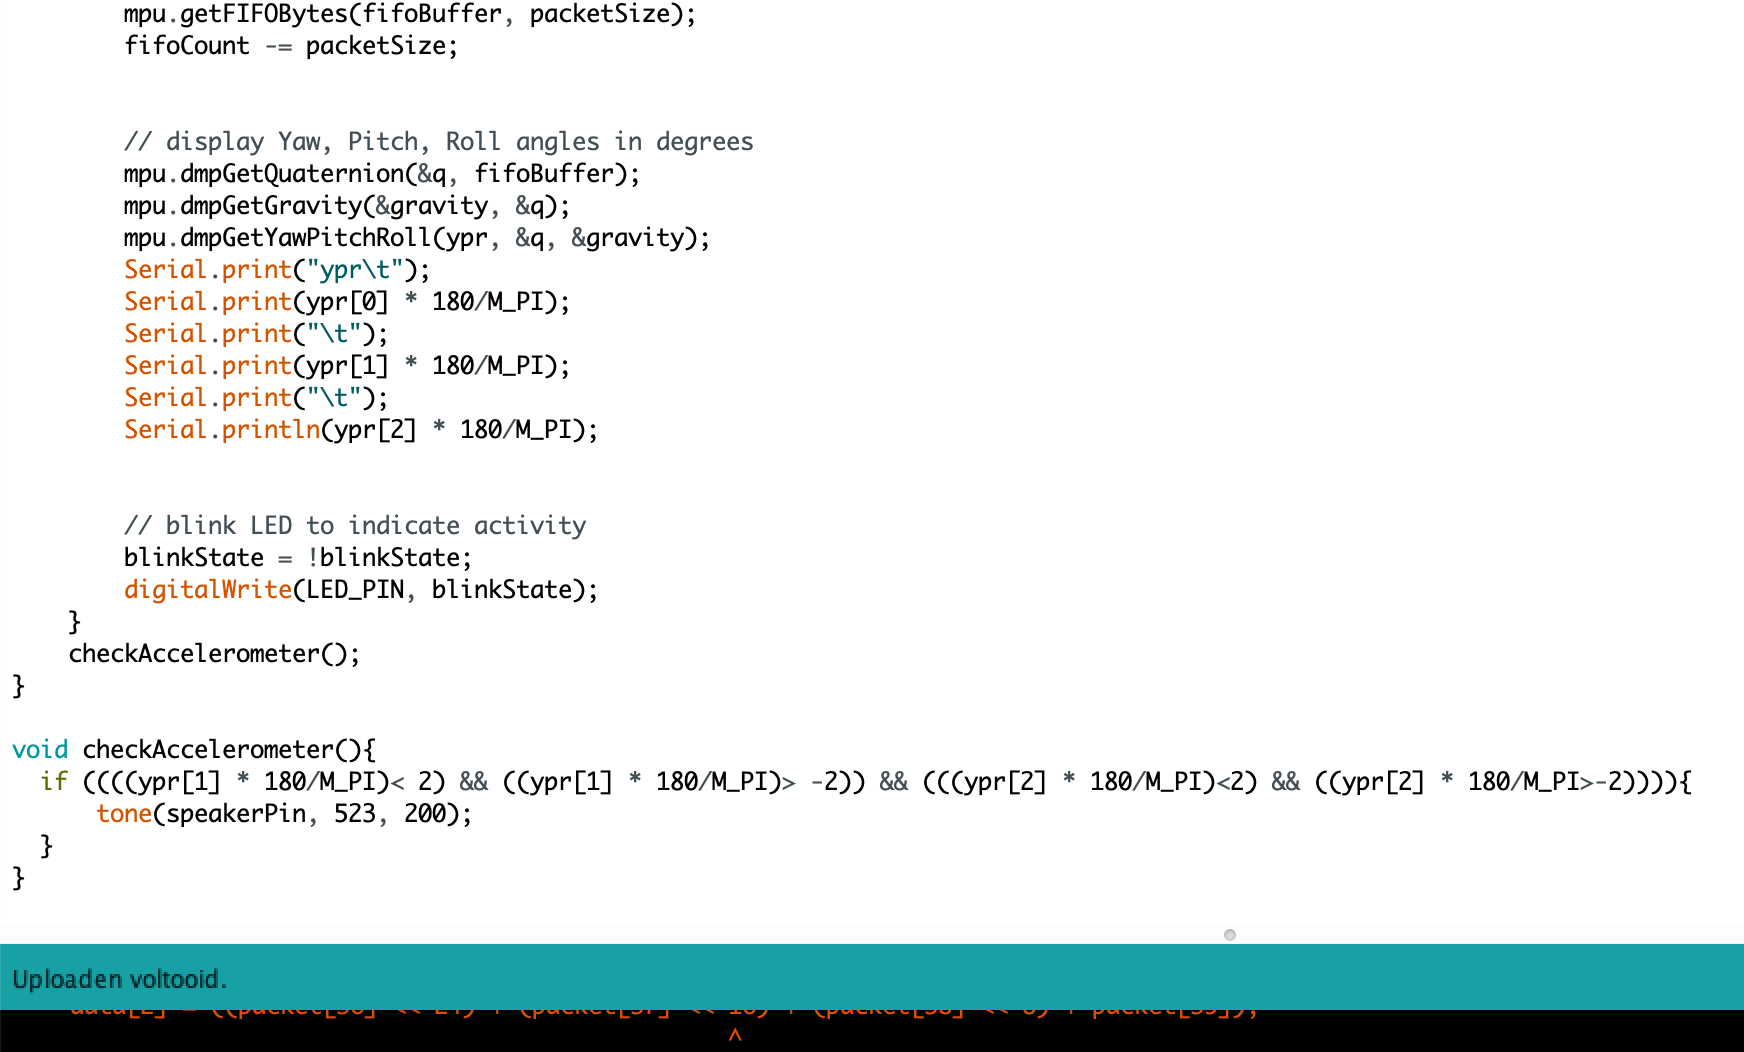 mpu.getFIFOBytes(fifoBuffer, packetSize);
fifoCount -= packetSize;
// display Yaw, Pitch, Roll angles in degrees
mpu.dmpGetQuaternion(&q, fifoBuffer);
mpu.dmpGetGravity(&gravity, &q);
mpu.dmpGetYawPitchRoll(ypr, &q, &gravity);
Serial.print("ypr\t");
Serial.print(ypr[0] * 180/M_PI);
Serial.print("\t");
Serial.print(ypr[1] * 180/M_PI);
Serial.print("\t");
Serial.println(ypr[2] * 180/M_PI);
// blink LED to indicate activity
blinkState = !blinkState;
digitalWrite(LED_PIN, blinkState);
}
checkAccelerometer();
}
void checkAccelerometer(){
if ((((ypr[1] * 180/M_PI)< 2) && ((ypr[1] * 180/M_PI)> -2)) && (((ypr[2] * 180/M_PI)<2) && ((ypr[2] * 180/M_PI>-2)))){
tone(speakerPin, 523, 200);
}
}
Uploaden voltooid.
^